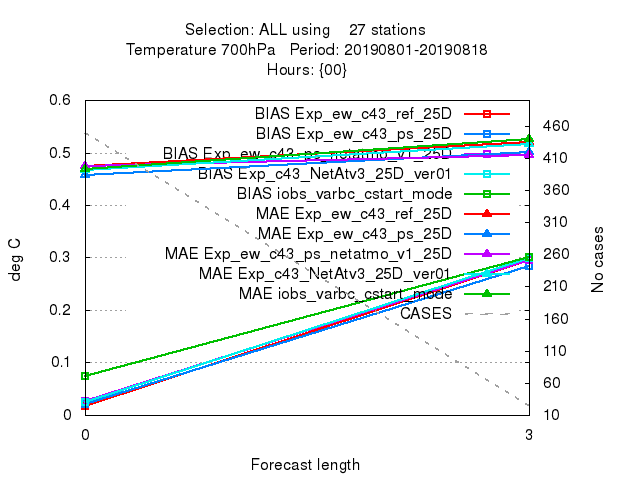 Selection: ALL using 27 stations
Temperature 700hPa Period: 20190801-20190818
Hours: {00}
0.6
0.5
0.4
0.3
0.2
0.1
0
deg C
BIAS Exp_ew_c43_ref_25D
BIAS Exp_ew_c43_ps_25D
BIAS Exp_ew_c43_ps_netatmo_v1_25D
BIAS Exp_c43_NetAtv3_25D_ver01
BIAS iobs_varbc_cstart_mode
MAE Exp_ew_c43_ref_25D
MAE Exp_ew_c43_ps_25D
MAE Exp_ew_c43_ps_netatmo_v1_25D
MAE Exp_c43_NetAtv3_25D_ver01
MAE iobs_varbc_cstart_mode
CASES
460
410
360
310
260
210
160
110
60
10
No cases
0
3
Forecast length